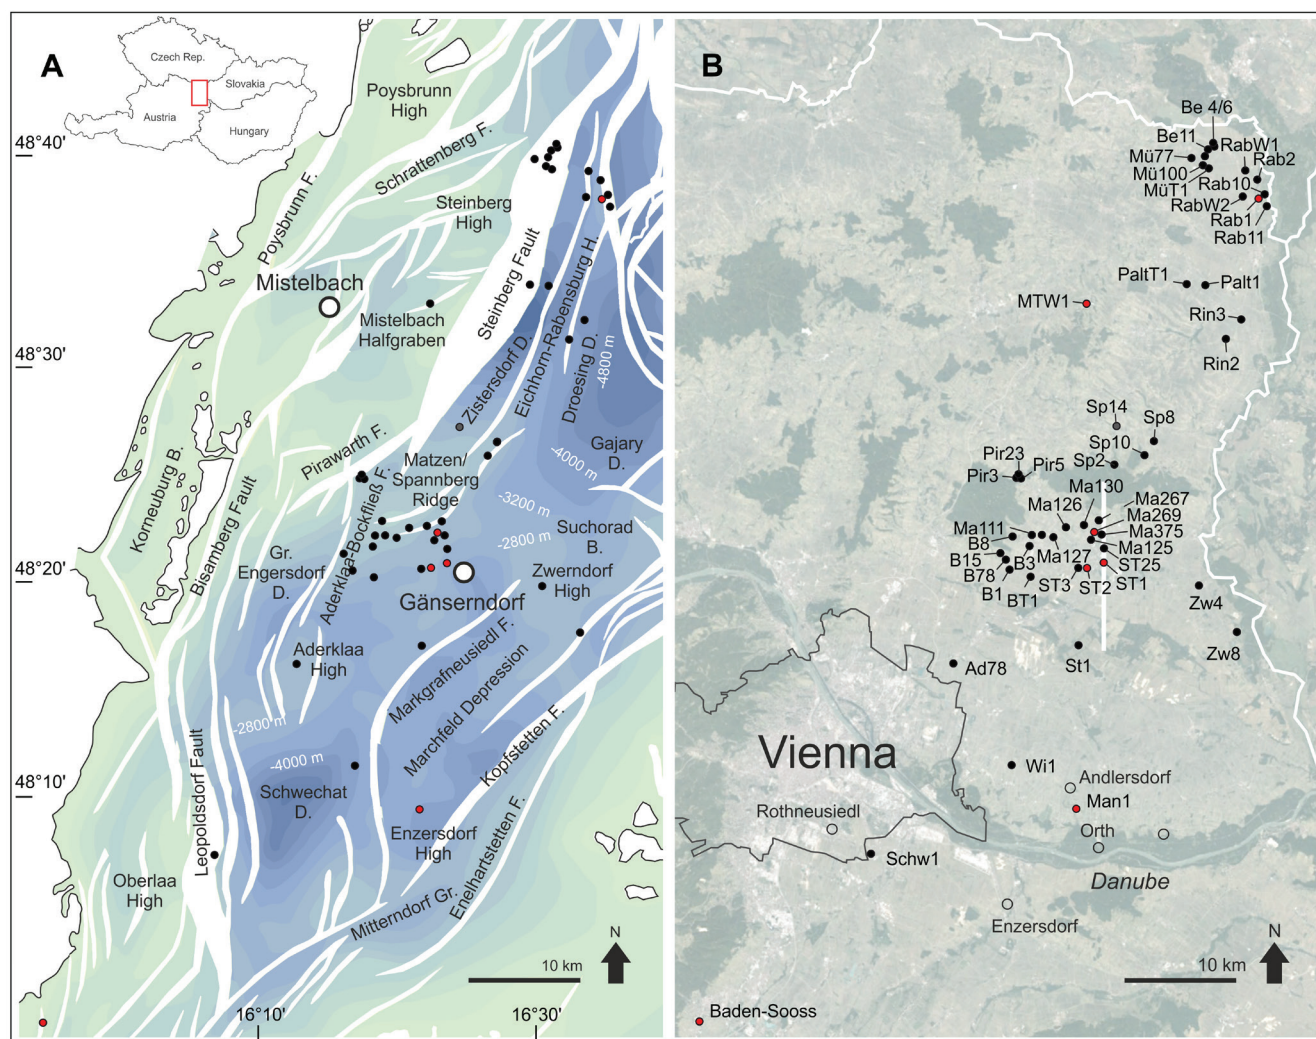 A
Czech Rep.
Slovakia
Austria
Hungary
48°40'
48°30'
48°20'
48°10'
16°10'
16°30'
Poysbrunn
High
Schrattenberg F.
Poysbrunn F.
Steinberg
High
Mistelbach
Mistelbach
Halfgraben
Steinberg Fault
Eichhorn-Rabensburg H.
Zistersdorf D.
Droesing D.
-4800 m
Gajary
D.
-4000 m
Korneuburg B.
Bisamberg Fault
Pirawarth F.
Matzen/
Spannberg
Ridge
-3200 m
-2800 m
Suchorad
B.
Aderklaa-Bockfließ F.
Gr.
Engersdorf
D.
Zwerndorf
High
Gänserndorf
Aderklaa
High
Markgrafneusiedl F.
Marchfeld Depression
Kopfstetten F.
-2800 m
-4000 m
Schwechat
D.
Leopoldsdorf Fault
Enzersdorf
High
Enelhartstetten F.
Oberlaa
High
Mitterndorf Gr.
N
10 km
B
Be 4/6
Be11
RabW1
Mü77
Rab2
Mü100
MüT1
Rab10
RabW2
Rab1
Rab11
PaltT1
Palt1
MTW1
Rin3
Rin2
Sp14
Sp8
Sp10
Pir23
Pir5
Sp2
Pir3
Ma130
Ma126
Ma267
Ma269
Ma111
Ma375
B8
Ma125
B15
B3
Ma127
ST25
B78
ST3
ST2
ST1
B1
BT1
Zw4
Zw8
St1
Ad78
Vienna
Wi1
Andlersdorf
Man1
Rothneusiedl
Orth
Schw1
Danube
Enzersdorf
N
10 km
Baden-Sooss